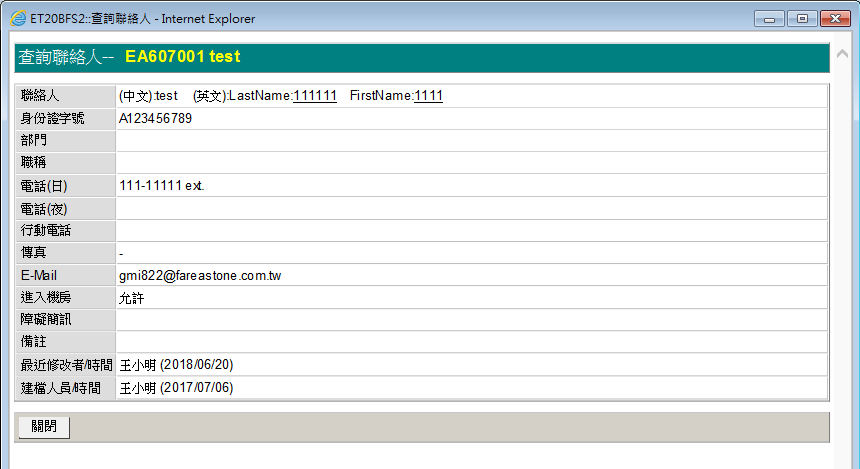 ET20BFS2::查詢聯絡人 - Internet Explorer
查詢聯絡人-- EA607001 test
聯絡人 (中文):test (英文):LastName:111111 FirstName:1111
身份證字號 A123456789
部門
職稱
電話(日) 111-11111 ext.
電話(夜)
行動電話
傳真 -
E-Mail gmi822@fareastone.com.tw
進入機房 允許
障礙簡訊
備註
最近修改者/時間 王小明 (2018/06/20)
建檔人員/時間 王小明 (2017/07/06)
關閉